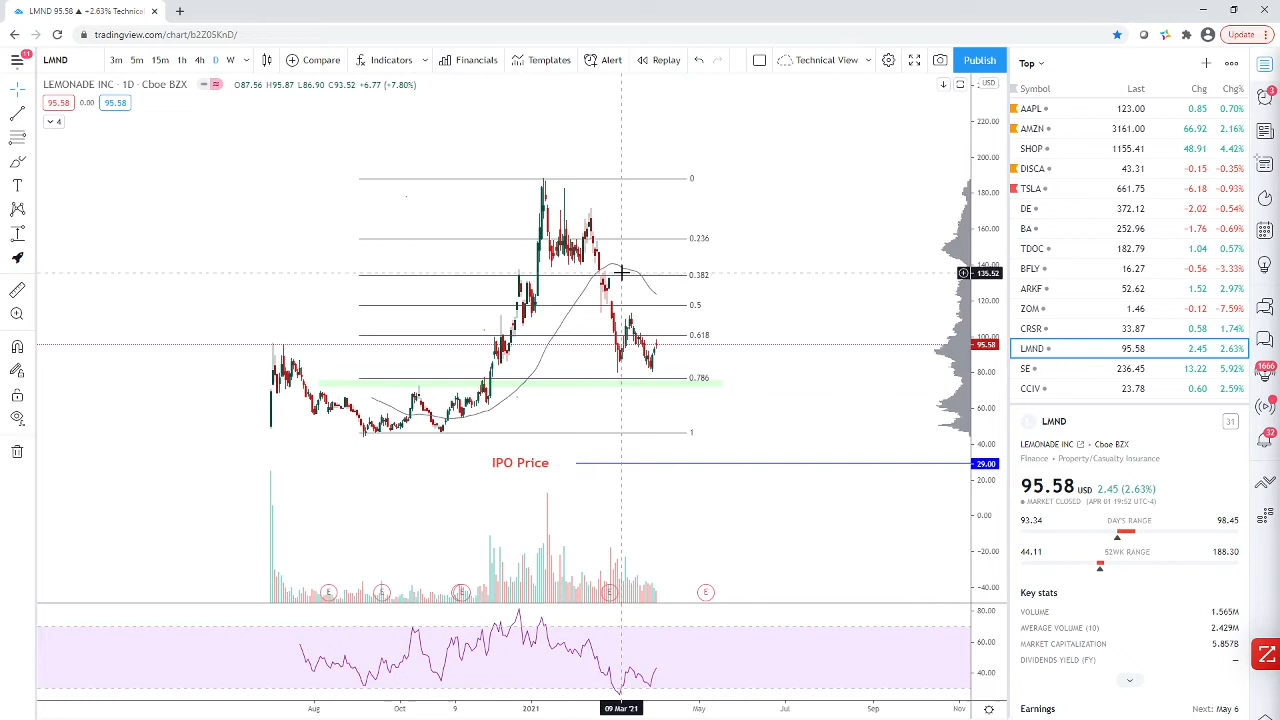 LMND 95.58 ▲ +2.63% Technical
tradingview.com/chart/b2Z05KnD/
Update
11
LMND
3m 5m 15m 1h 4h D W
Compare
Indicators
Financials
Templates
Alert
Replay
Technical View
Publish
LEMONADE INC · 1D · Cboe BZX
H95.87 L86.90 C93.52 +6.77 (+7.80%)
95.58 0.00 95.58
4
USD
220.00
200.00
180.00
160.00
140.00
135.52
120.00
100.00
95.58
80.00
60.00
40.00
29.00
20.00
0.00
-20.00
-40.00
80.00
60.00
40.00
0
0.236
0.382
0.5
0.618
0.786
1
IPO Price
E E E E E
Aug Oct 9 2021 09 Mar '21 May Jul Sep Nov
Top
Symbol Last Chg Chg%
AAPL 123.00 0.85 0.70%
AMZN 3161.00 66.92 2.16%
SHOP 1155.41 48.91 4.42%
DISCA 43.31 -0.15 -0.35%
TSLA 661.75 -6.18 -0.93%
DE 372.12 -2.02 -0.54%
BA 252.96 -1.76 -0.69%
TDOC 182.79 1.04 0.57%
BFLY 16.27 -0.56 -3.33%
ARKF 52.62 1.52 2.97%
ZOM 1.46 -0.12 -7.59%
CRSR 33.87 0.58 1.74%
LMND 95.58 2.45 2.63%
SE 236.45 13.22 5.92%
CCIV 23.78 0.60 2.59%
LMND
31
LEMONADE INC Cboe BZX
Finance • Property/Casualty Insurance
95.58 USD 2.45 (2.63%)
MARKET CLOSED (APR 01 19:52 UTC-4)
93.34 DAY'S RANGE 98.45
44.11 52WK RANGE 188.30
Key stats
VOLUME 1.565M
AVERAGE VOLUME (10) 2.429M
MARKET CAPITALIZATION 5.857B
DIVIDENDS YIELD (FY) —
Earnings Next: May 6
3
1666
32